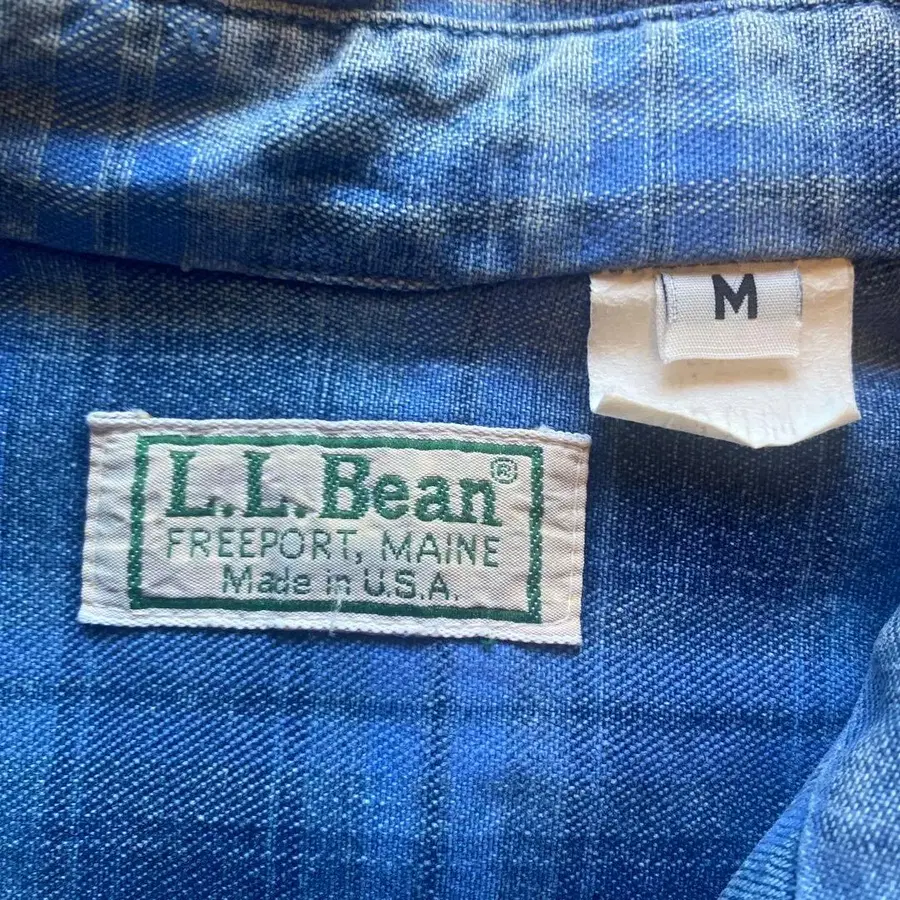 M
L.L.Bean®
FREEPORT, MAINE
Made in U.S.A.